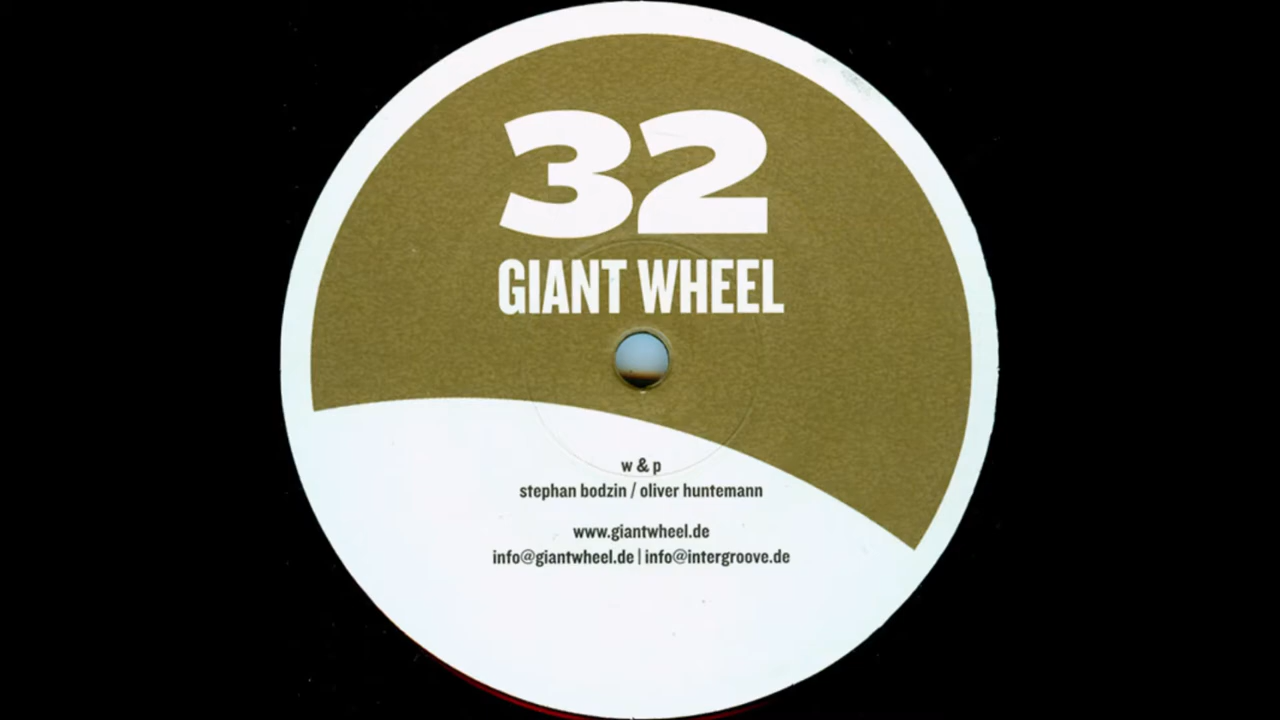 32
GIANT WHEEL
w & p
stephan bodzin / oliver huntemann
www.giantwheel.de
info@giantwheel.de | info@intergroove.de